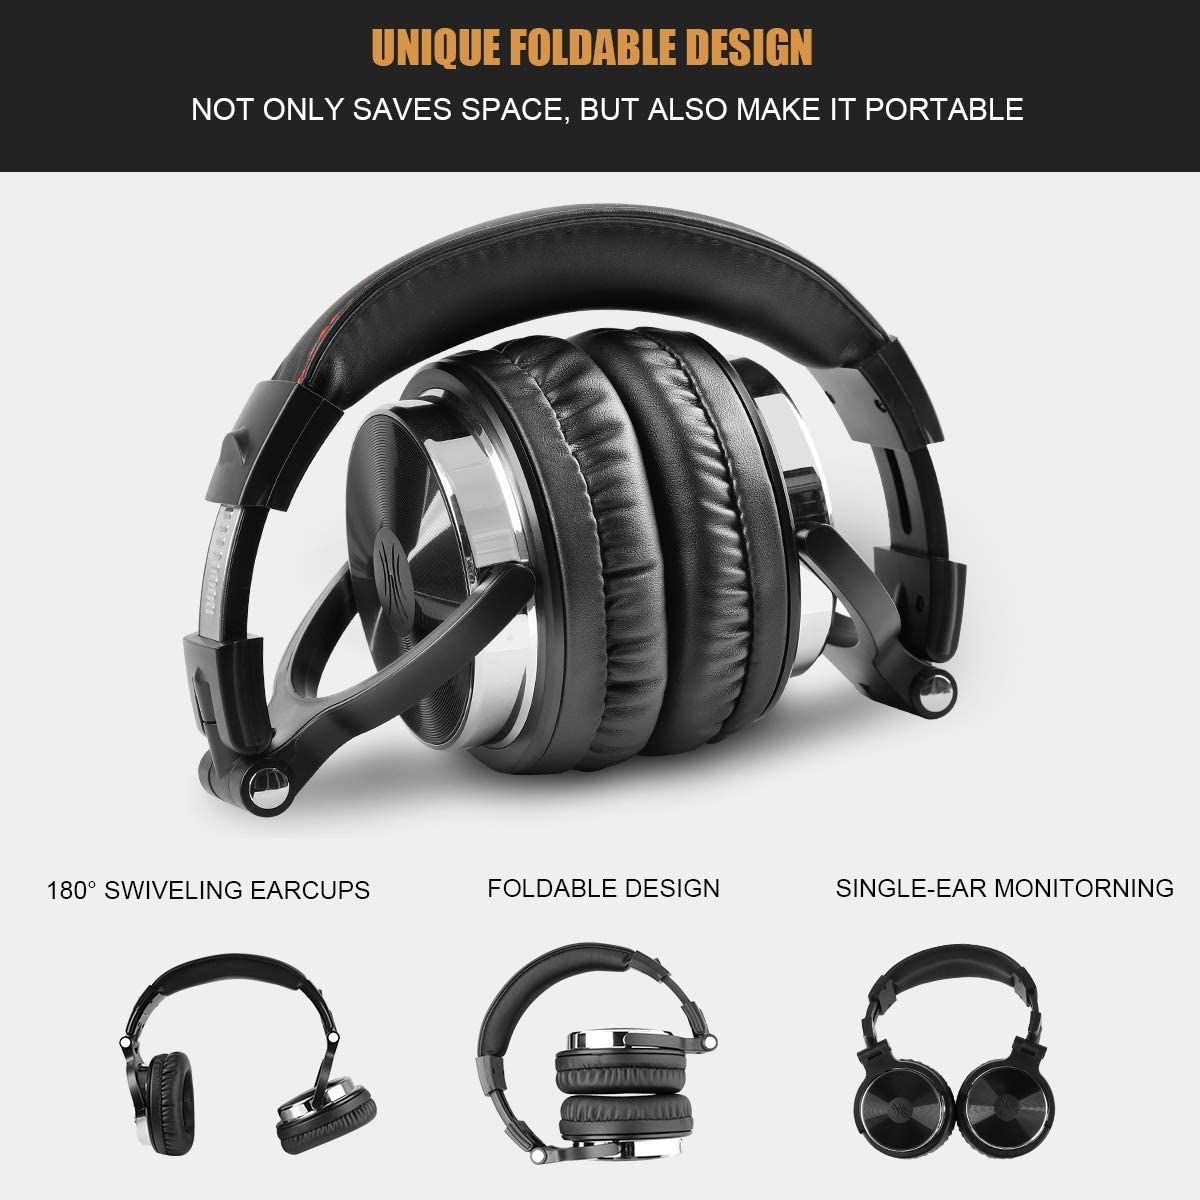 UNIQUE FOLDABLE DESIGN
NOT ONLY SAVES SPACE, BUT ALSO MAKE IT PORTABLE
180° SWIVELING EARCUPS
FOLDABLE DESIGN
SINGLE-EAR MONITORNING